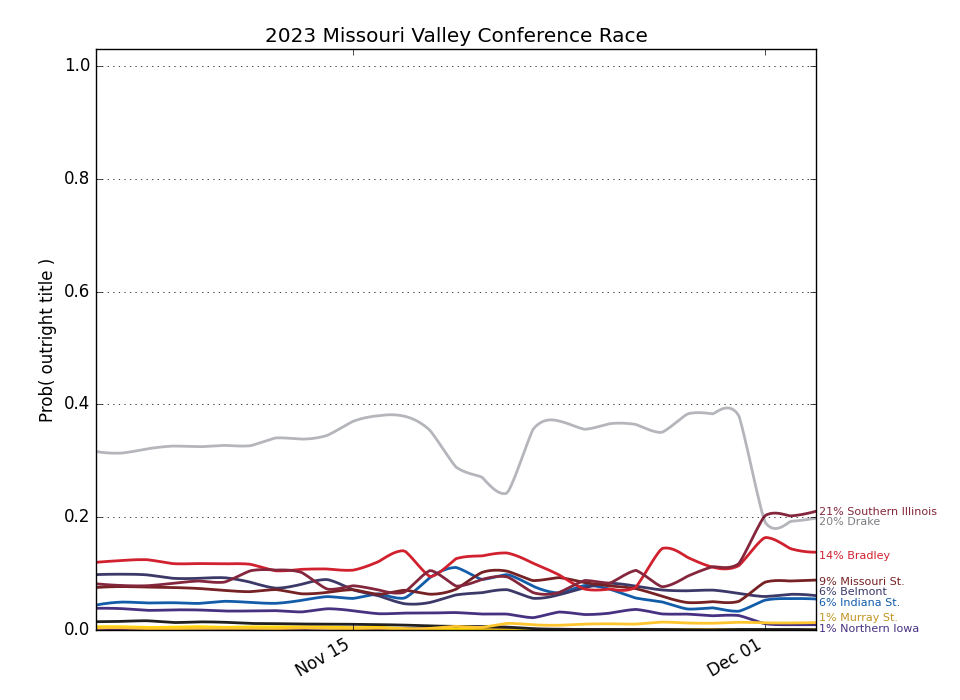 2023 Missouri Valley Conference Race
Prob( outright title )
1.0
0.8
0.6
0.4
0.2
0.0
Nov 15
Dec 01
21% Southern Illinois
20% Drake
14% Bradley
9% Missouri St.
6% Belmont
6% Indiana St.
1% Murray St.
1% Northern Iowa